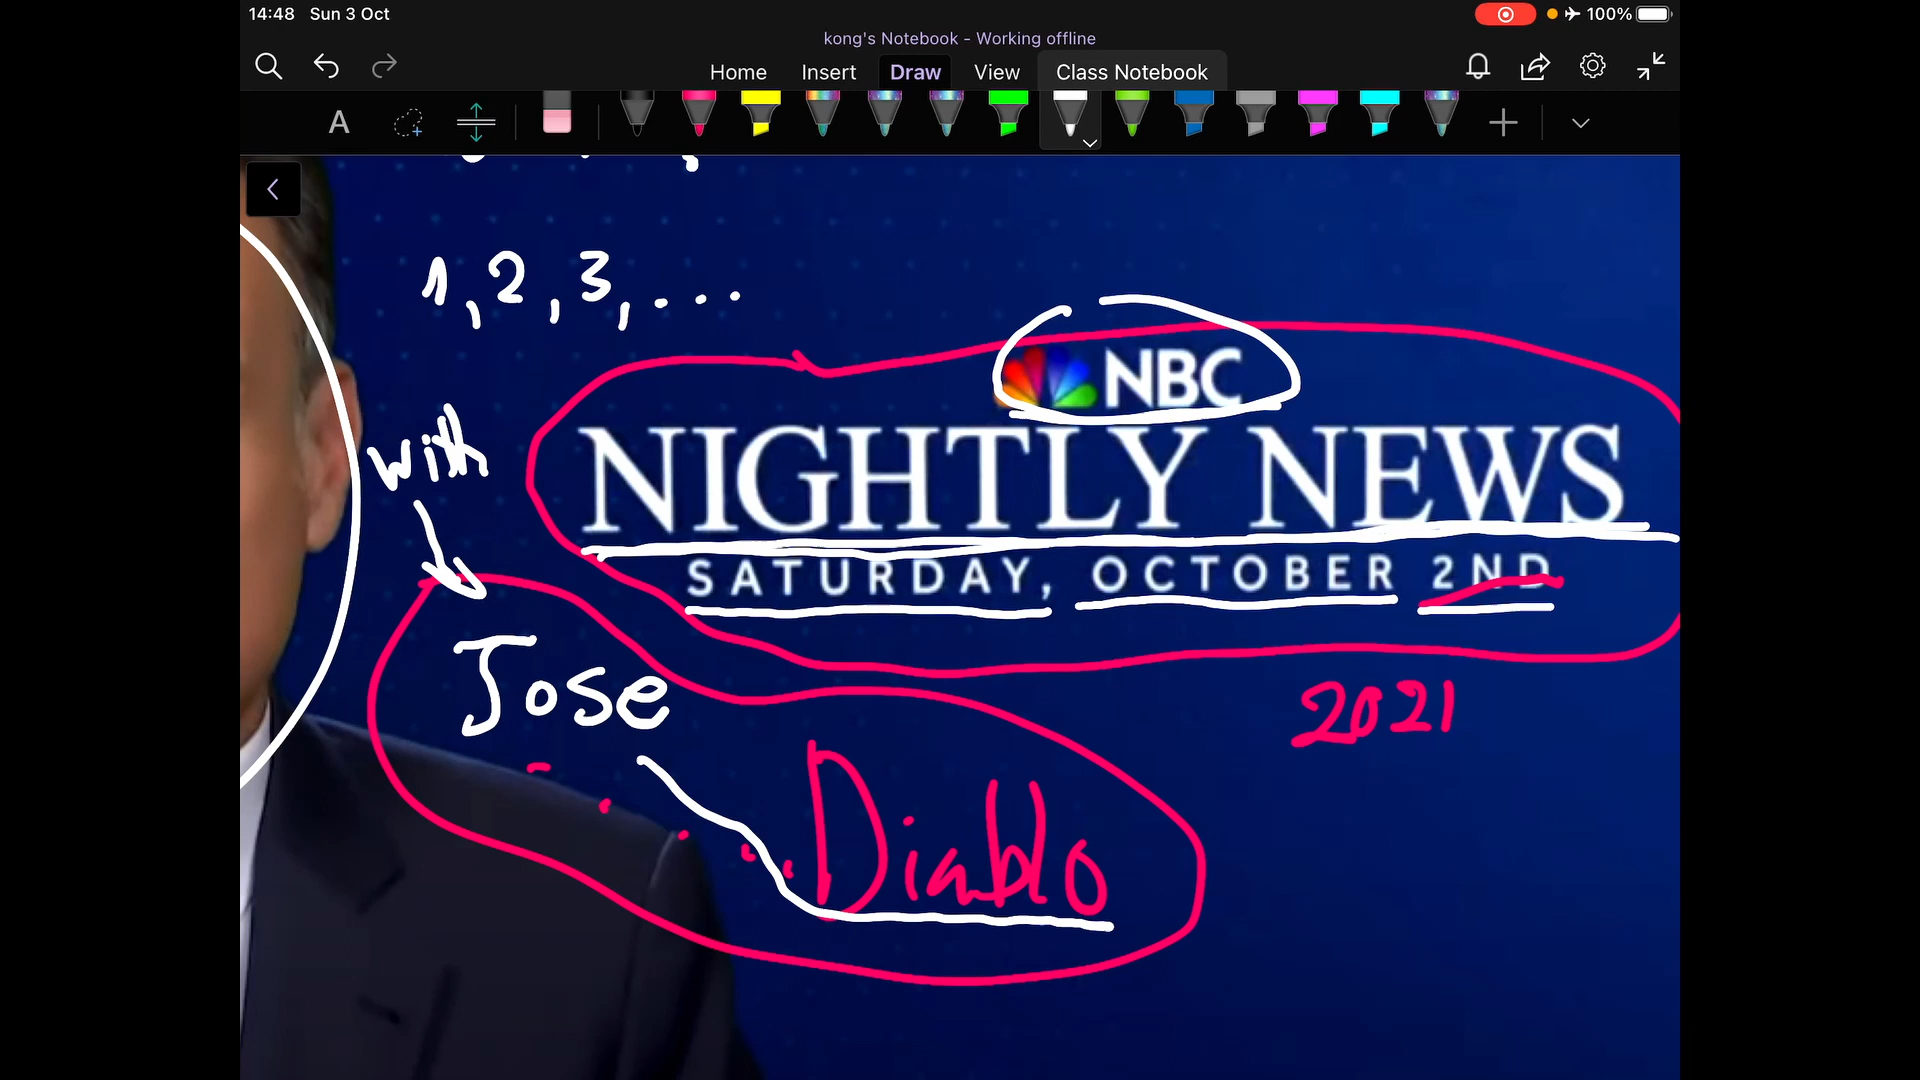 14:48 Sun 3 Oct 100%
kong's Notebook - Working offline
Home Insert Draw View Class Notebook
A
1, 2, 3, ...
NBC
with
NIGHTLY NEWS
SATURDAY, OCTOBER 2ND
Jose
2021
Diablo